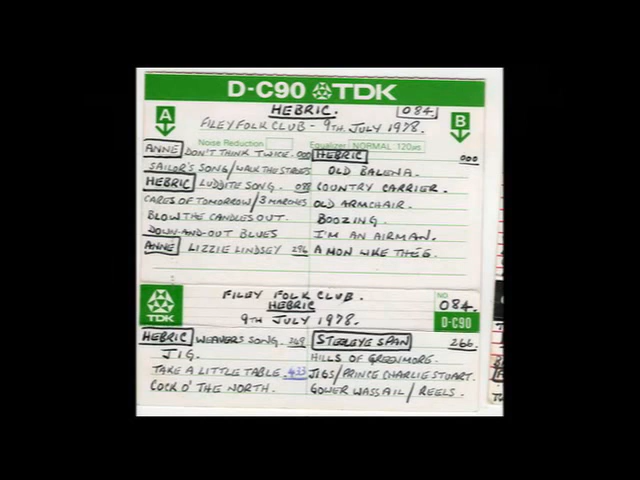 D-C90 TDK
HEBRIC. 084.
A FILEY FOLK CLUB - 9TH JULY 1978. B
Noise Reduction Equalizer NORMAL 120µs
ANNE DON'T THINK TWICE. 000 HEBRIC 000
SAILOR'S SONG / WALK THE STREETS OLD BALENA.
HEBRIC LUDDITE SONG. 088 COUNTRY CARRIER.
CARES OF TOMORROW / 3 MARCHES OLD ARMCHAIR.
BLOW THE CANDLES OUT. BOOZING.
DOWN-AND-OUT BLUES I'M AN AIRMAN.
ANNE LIZZIE LINDSEY 296 A MON LIKE THEE.
FILEY FOLK CLUB. NO.
HEBRIC 084.
TDK 9TH JULY 1978. D-C90
HEBRIC WEAVERS SONG. 349 STEELEYE SPAN 266.
JIG. HILLS OF GREENMORE.
TAKE A LITTLE TABLE. 433 JIGS / PRINCE CHARLIE STUART.
COCK O' THE NORTH. GOWER WASSAIL / REELS.